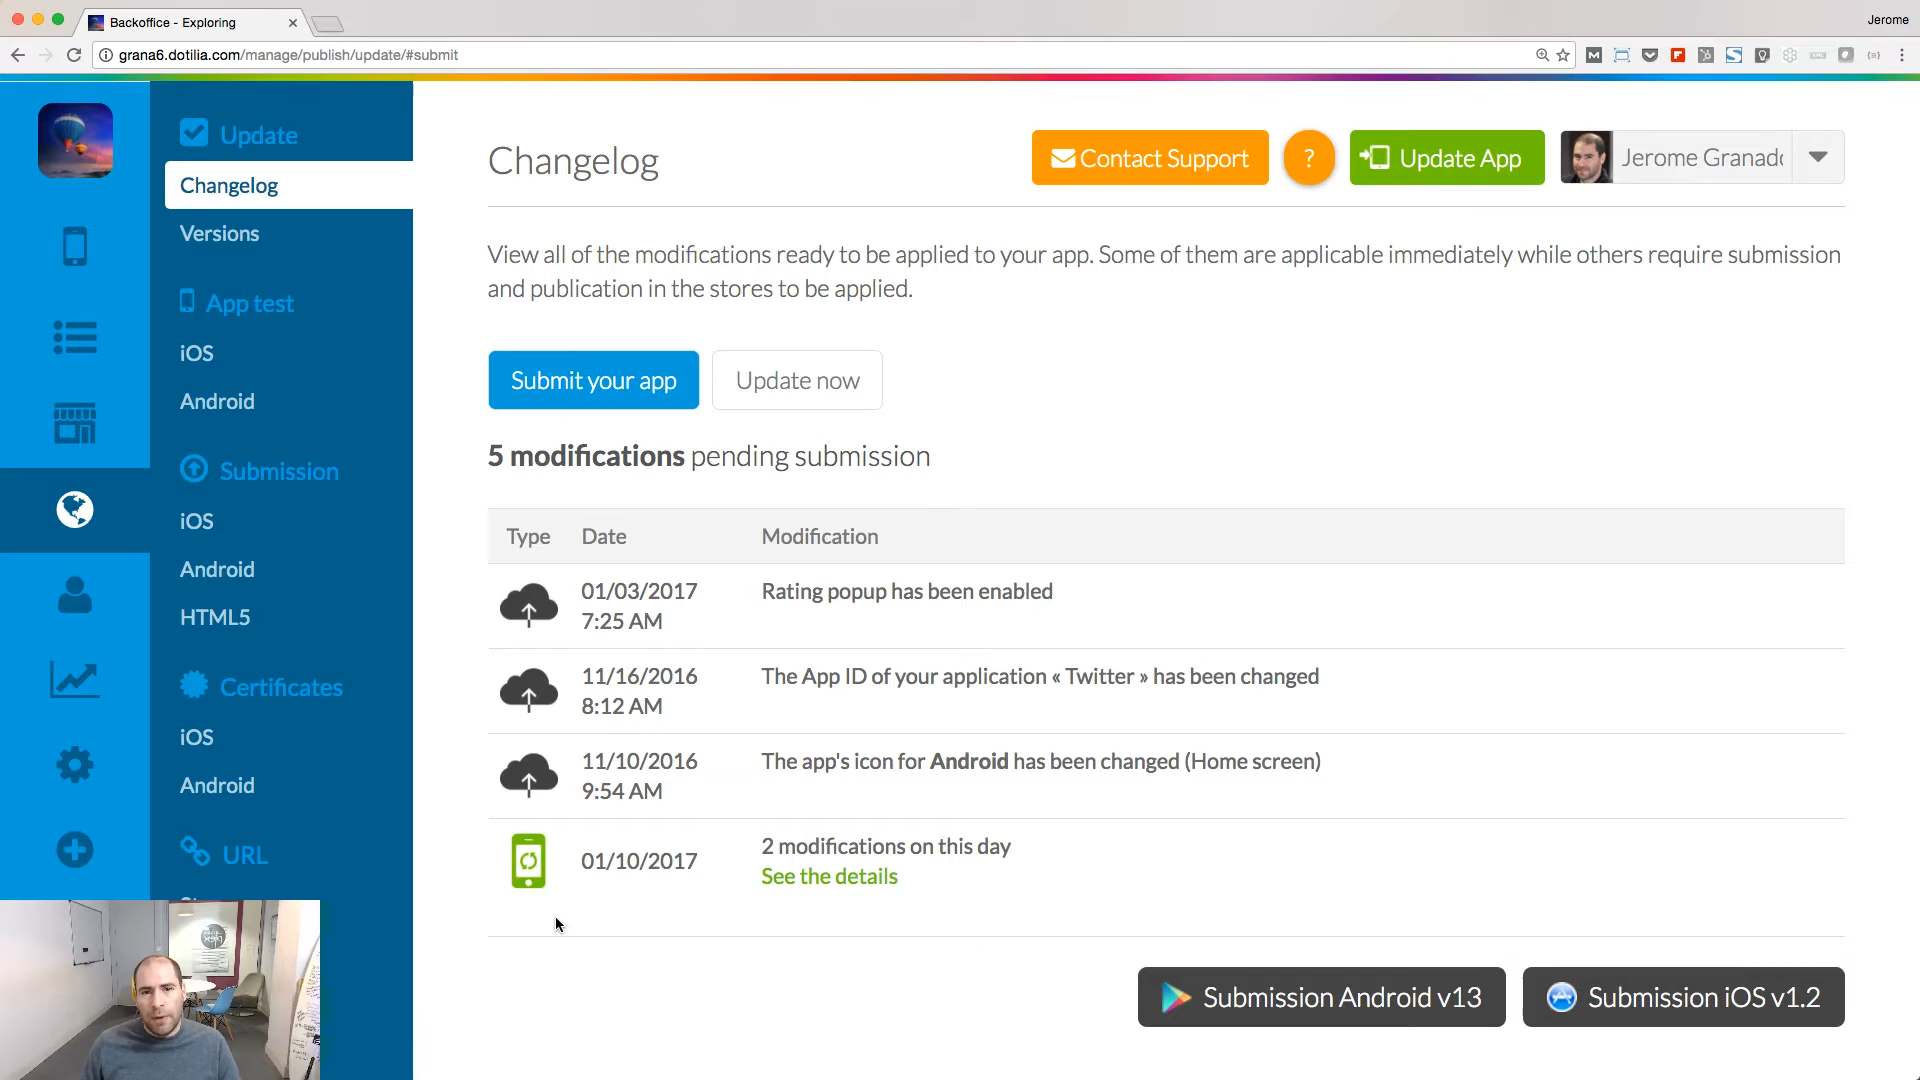 Backoffice - Exploring
Jerome
grana6.dotilia.com/manage/publish/update/#submit
Update
Changelog
Versions
App test
iOS
Android
Submission
iOS
Android
HTML5
Certificates
iOS
Android
URL
Changelog
Contact Support
?
Update App
Jerome Granad
View all of the modifications ready to be applied to your app. Some of them are applicable immediately while others require submission
and publication in the stores to be applied.
Submit your app
Update now
5 modifications pending submission
Type Date Modification
01/03/2017 Rating popup has been enabled
7:25 AM
11/16/2016 The App ID of your application « Twitter » has been changed
8:12 AM
11/10/2016 The app's icon for Android has been changed (Home screen)
9:54 AM
2 modifications on this day
01/10/2017
See the details
Submission Android v13
Submission iOS v1.2